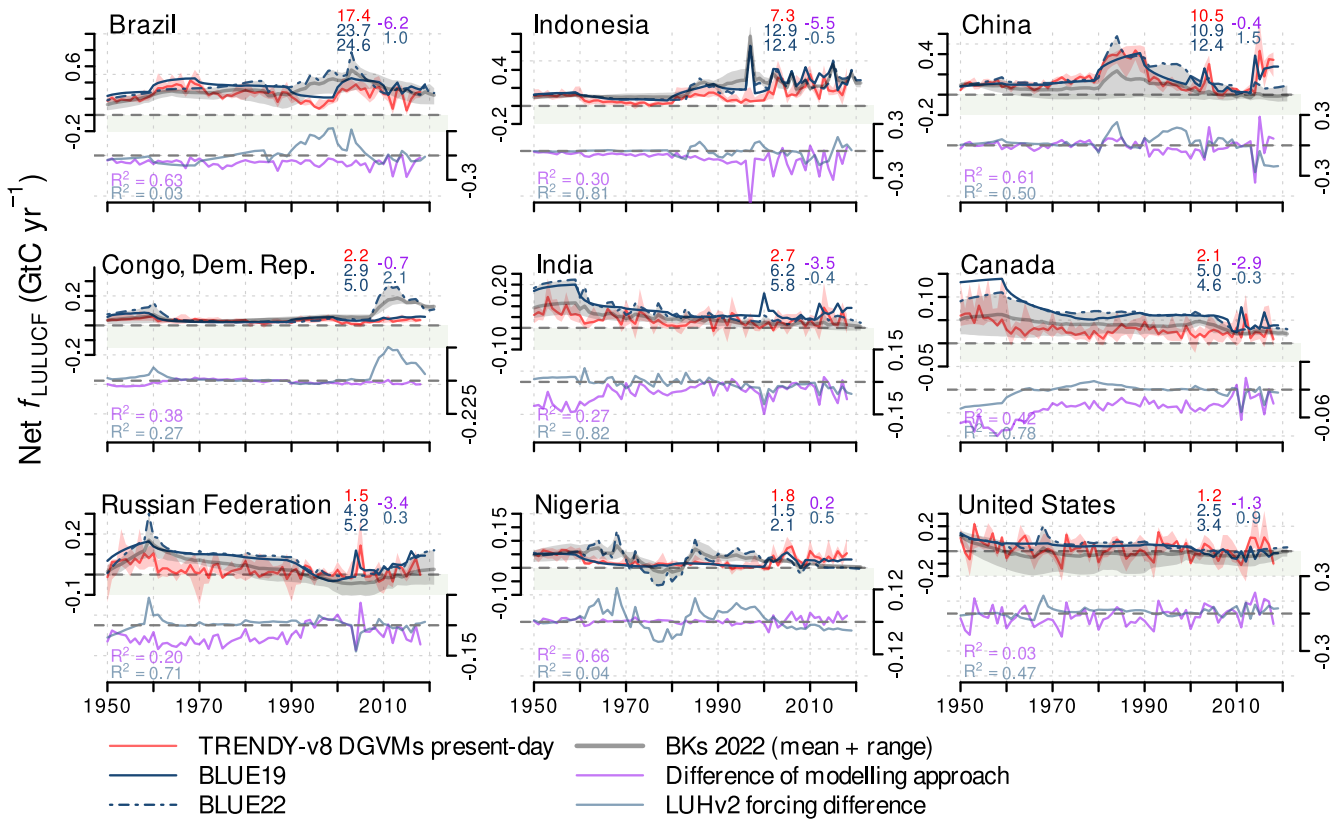 Net fLULUCF (GtC yr−1)
Brazil
17.4
23.7 -6.2
24.6 1.0
0.6
-0.2
-0.3
R2 = 0.63
R2 = 0.03
Indonesia
7.3
12.9 -5.5
12.4 -0.5
0.4
-0.2
0.3
-0.3
R2 = 0.30
R2 = 0.81
China
10.5
10.9 -0.4
12.4 1.5
0.4
-0.2
0.3
-0.3
R2 = 0.61
R2 = 0.50
Congo, Dem. Rep.
2.2
2.9 -0.7
5.0 2.1
0.2
-0.2
-0.225
R2 = 0.38
R2 = 0.27
India
2.7
6.2 -3.5
5.8 -0.4
0.20
-0.10
0.15
-0.15
R2 = 0.27
R2 = 0.82
Canada
2.1
5.0 -2.9
4.6 -0.3
0.10
-0.05
-0.06
R2 = 0.42
R2 = 0.78
Russian Federation
1.5
4.9 -3.4
5.2 0.3
0.2
-0.1
-0.15
R2 = 0.20
R2 = 0.71
Nigeria
1.8
1.5 0.2
2.1 0.5
0.15
-0.10
0.12
-0.12
R2 = 0.66
R2 = 0.04
United States
1.2
2.5 -1.3
3.4 0.9
0.2
-0.2
0.3
-0.3
R2 = 0.03
R2 = 0.47
1950 1970 1990 2010
1950 1970 1990 2010
1950 1970 1990 2010
TRENDY-v8 DGVMs present-day
BLUE19
BLUE22
BKs 2022 (mean + range)
Difference of modelling approach
LUHv2 forcing difference